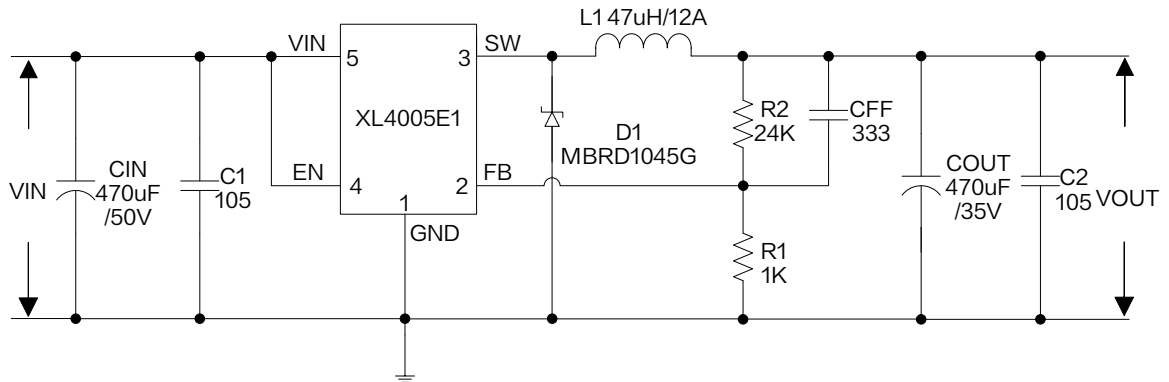 L1 47uH/12A
VIN
SW
5
3
XL4005E1
EN
FB
4
2
1
GND
VIN
CIN
470uF
/50V
C1
105
D1
MBRD1045G
R2
24K
CFF
333
R1
1K
COUT
470uF
/35V
C2
105
VOUT